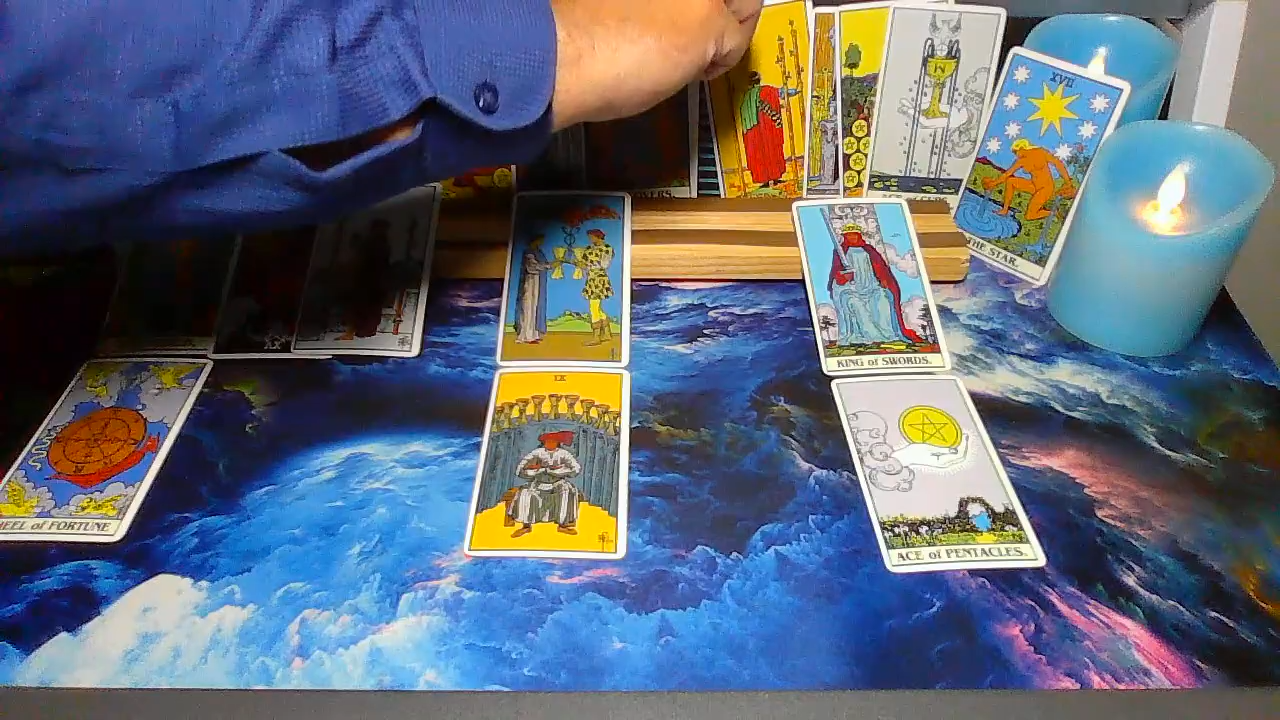 XVII
THE STAR.
KING of SWORDS.
IX
HEEL of FORTUNE
ACE of PENTACLES.